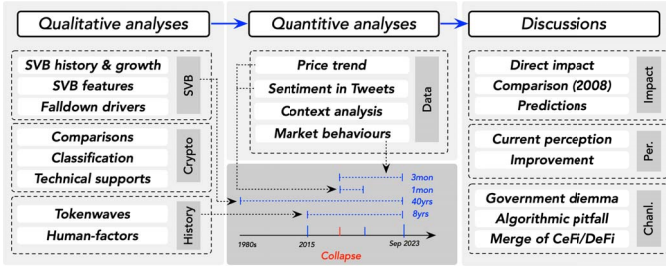 Qualitative analyses
SVB history & growth
SVB features
Falldown drivers
SVB
Comparisons
Classification
Technical supports
Crypto
Tokenwaves
Human-factors
History
Quantitive analyses
Price trend
Sentiment in Tweets
Context analysis
Market behaviours
Data
3mon
1mon
40yrs
8yrs
1980s
2015
Sep 2023
Collapse
Discussions
Direct impact
Comparison (2008)
Predictions
Impact
Current perception
Improvement
Per.
Government diemma
Algorithmic pitfall
Merge of CeFi/DeFi
Chanl.